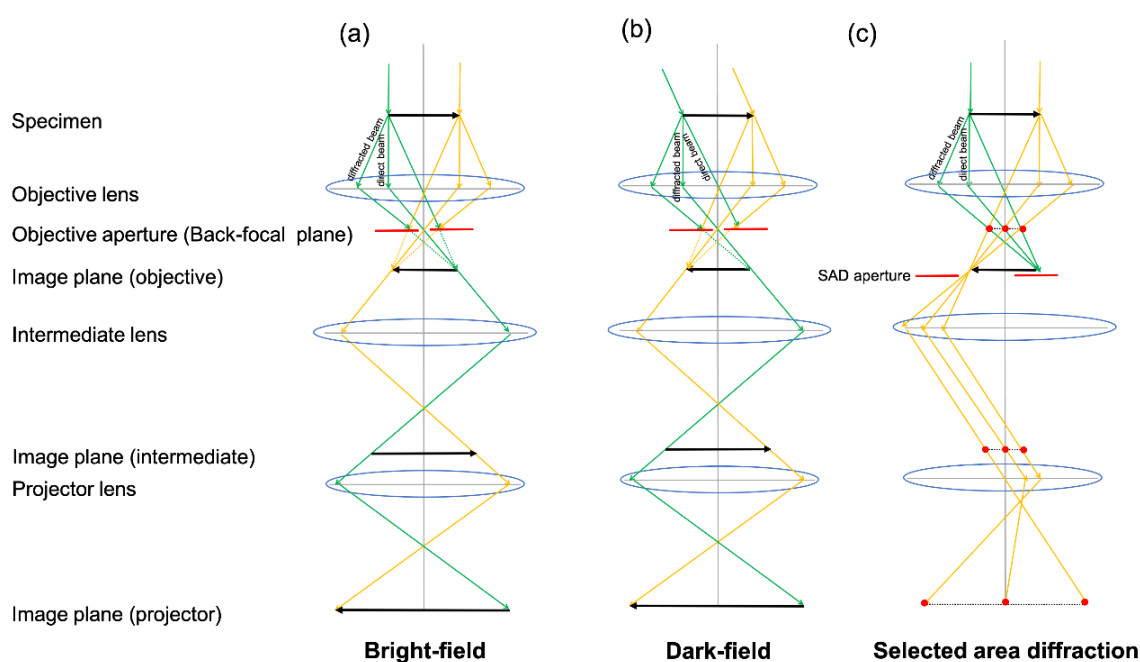 (a)
(b)
(c)
Specimen
diffracted beam
direct beam
diffracted beam
direct beam
diffracted beam
direct beam
Objective lens
Objective aperture (Back-focal plane)
Image plane (objective)
SAD aperture
Intermediate lens
Image plane (intermediate)
Projector lens
Image plane (projector)
Bright-field
Dark-field
Selected area diffraction